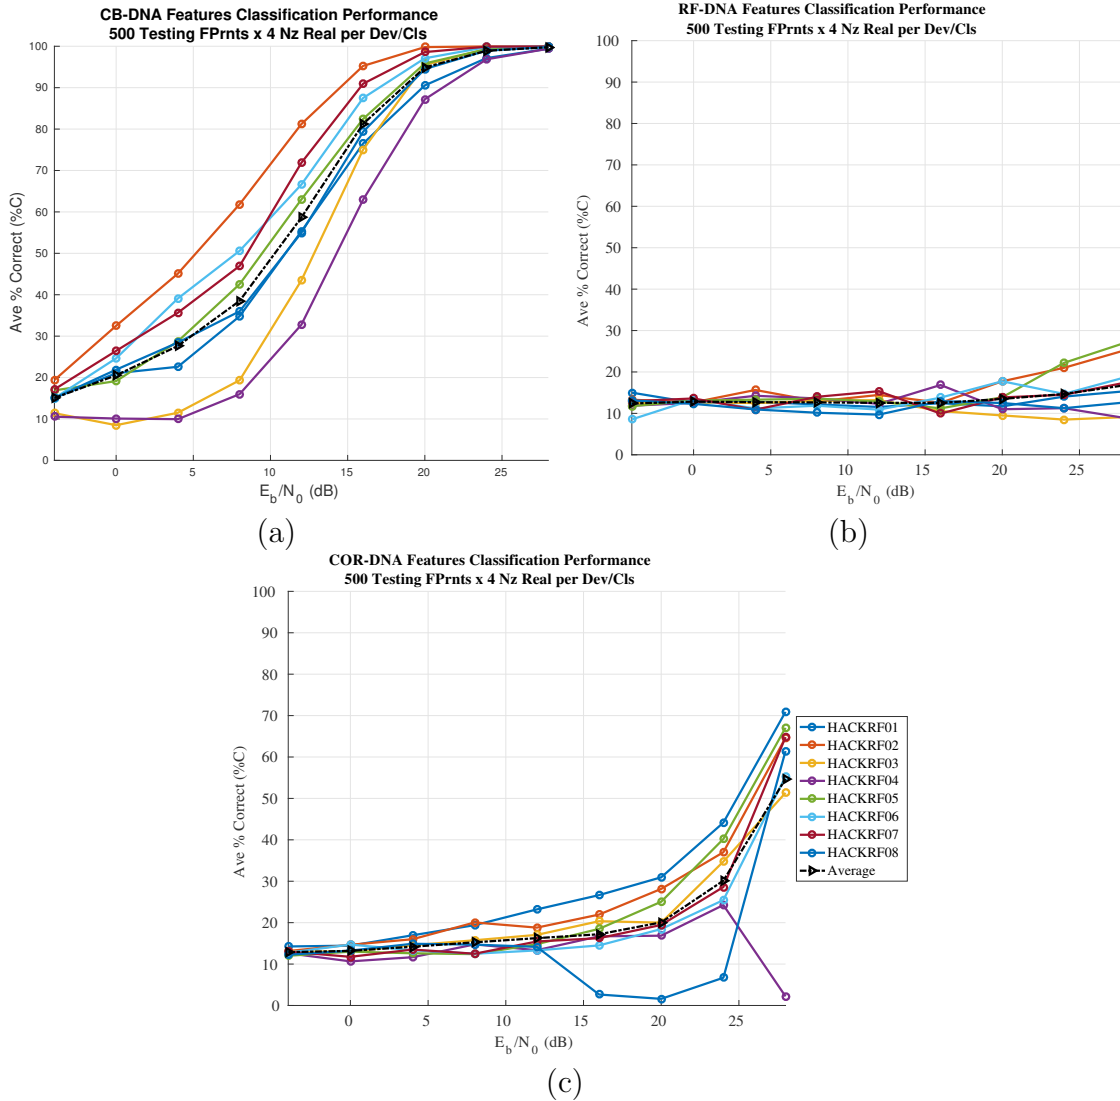 CB-DNA Features Classification Performance
500 Testing FPrnts x 4 Nz Real per Dev/Cls
100
90
80
70
60
50
40
30
20
10
0
Ave % Correct (%C)
0 5 10 15 20 25
E_b/N_0 (dB)
(a)
RF-DNA Features Classification Performance
500 Testing FPrnts x 4 Nz Real per Dev/Cls
100
90
80
70
60
50
40
30
20
10
0
Ave % Correct (%C)
0 5 10 15 20 25
E_b/N_0 (dB)
(b)
COR-DNA Features Classification Performance
500 Testing FPrnts x 4 Nz Real per Dev/Cls
100
90
80
70
60
50
40
30
20
10
0
Ave % Correct (%C)
0 5 10 15 20 25
E_b/N_0 (dB)
HACKRF01
HACKRF02
HACKRF03
HACKRF04
HACKRF05
HACKRF06
HACKRF07
HACKRF08
Average
(c)